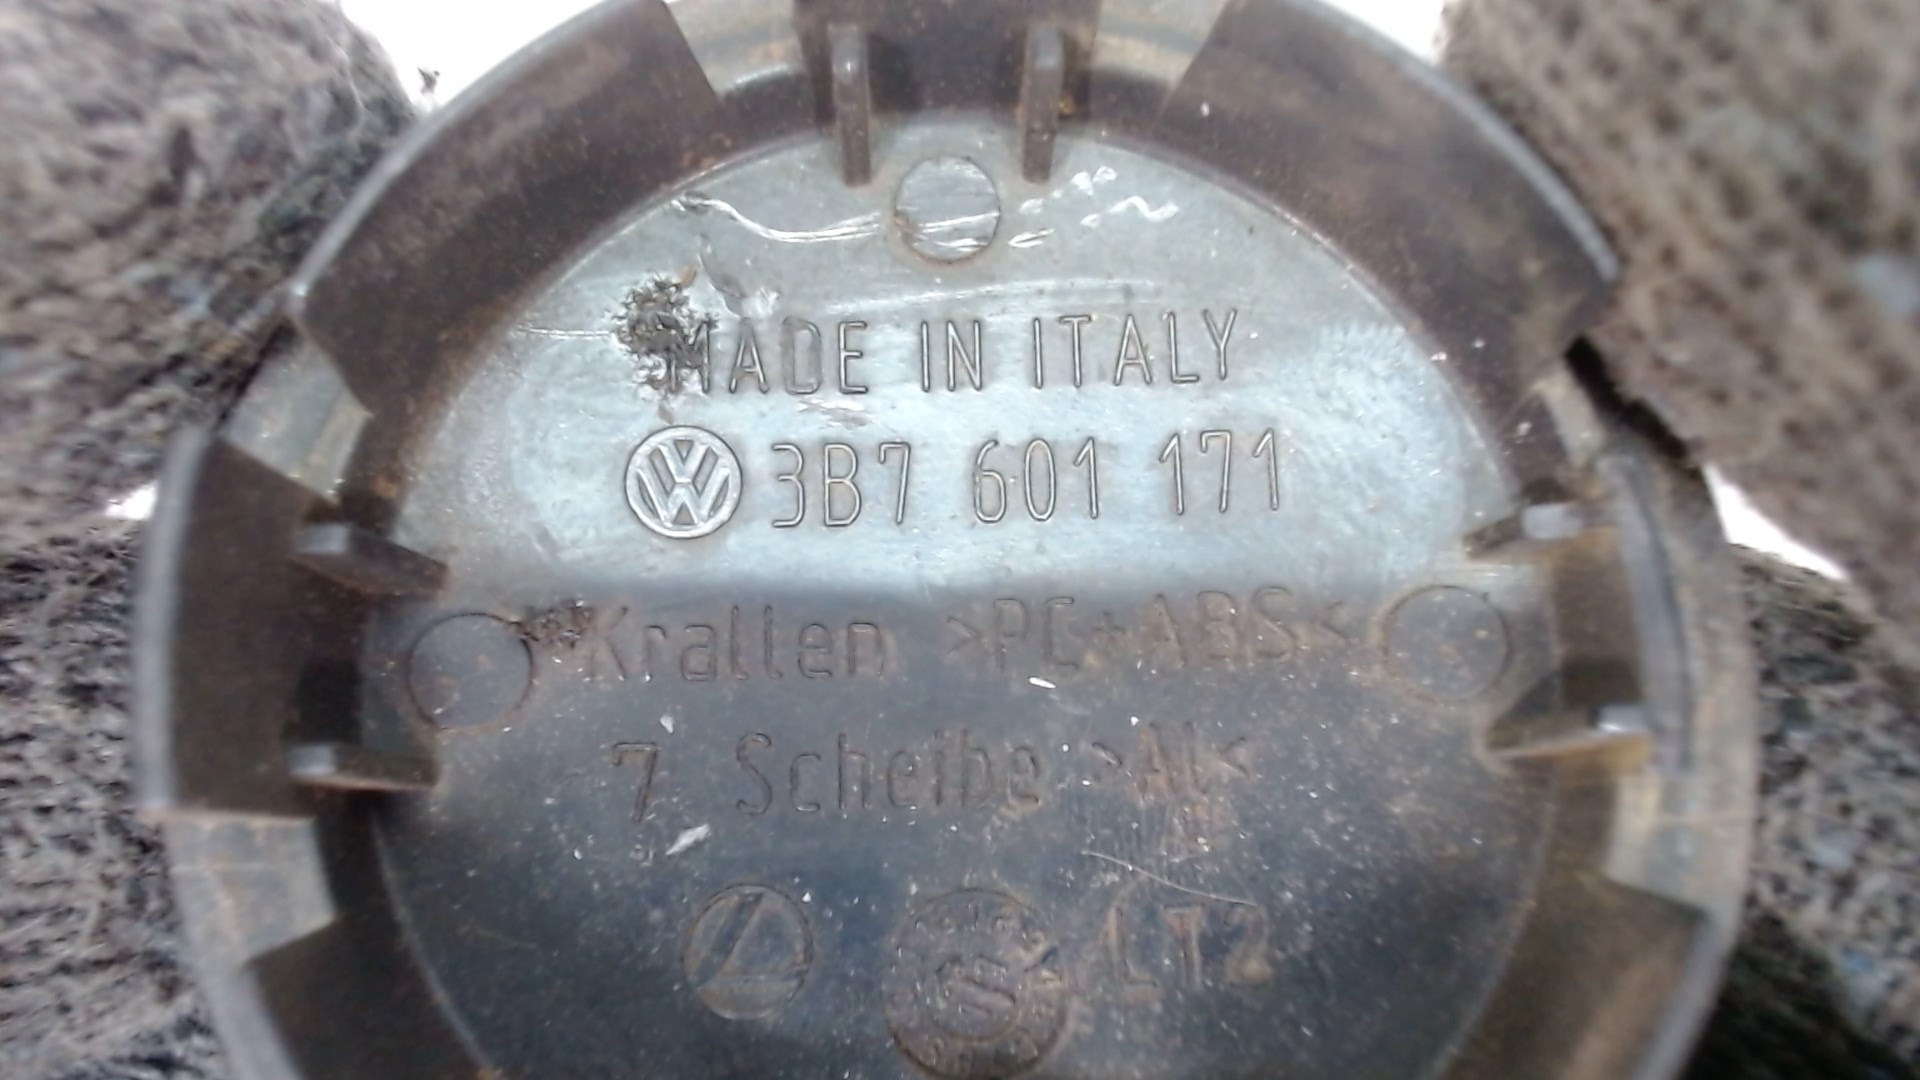 MADE IN ITALY
3B7 601 171
Krallen >PC+ABS<
7 Scheibe >Al<
LT2